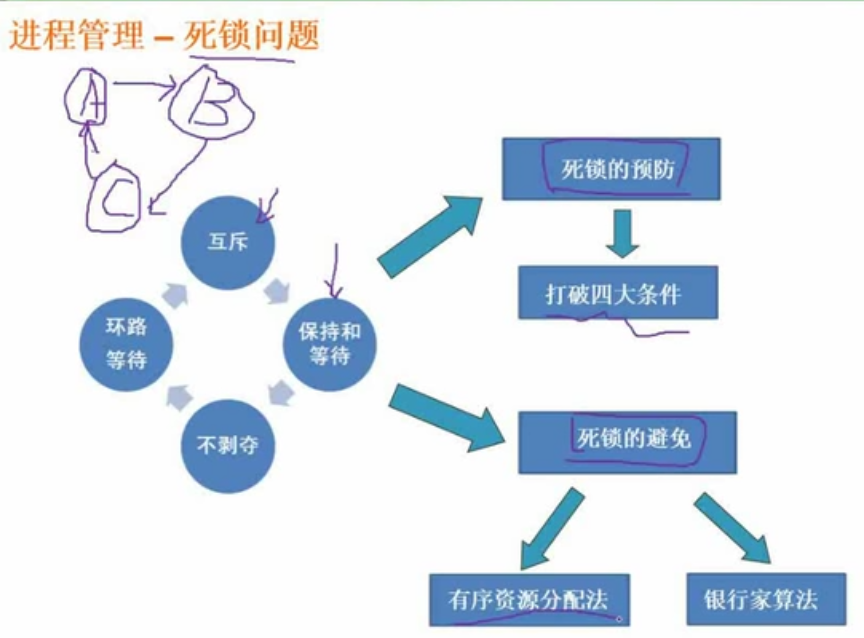 进程管理 – 死锁问题
A
B
C
互斥
保持和
等待
不剥夺
环路
等待
死锁的预防
打破四大条件
死锁的避免
有序资源分配法
银行家算法